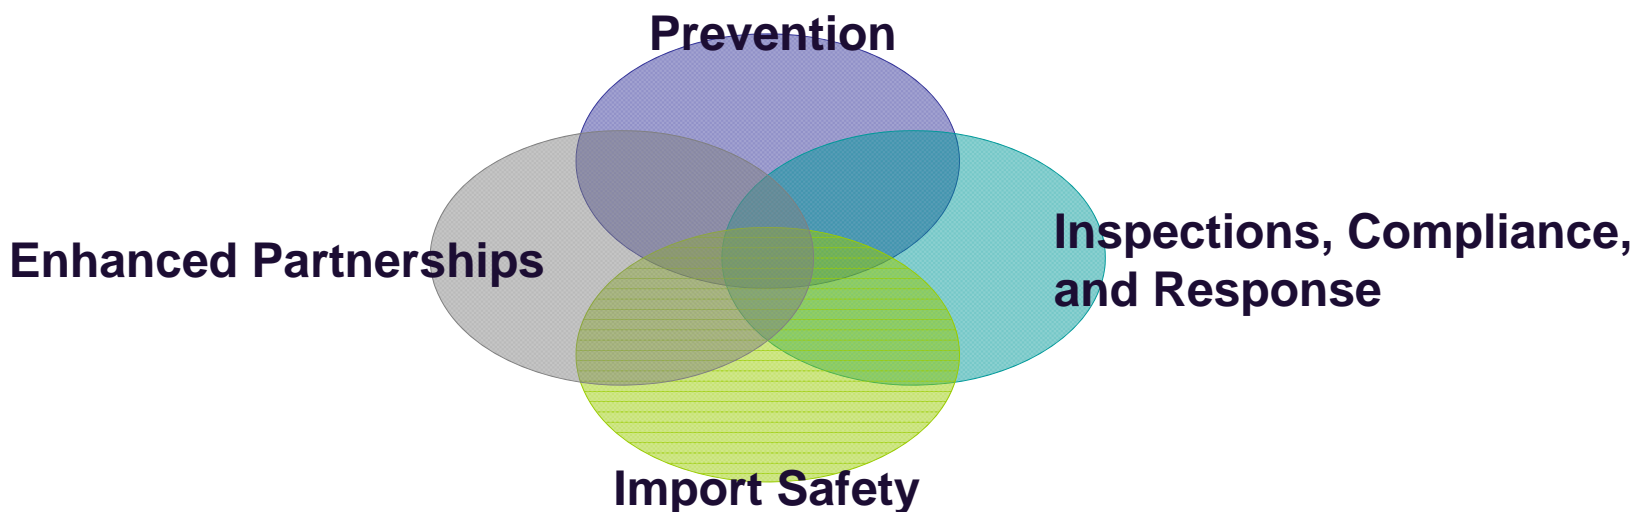 Prevention
Enhanced Partnerships
Inspections, Compliance,
and Response
Import Safety